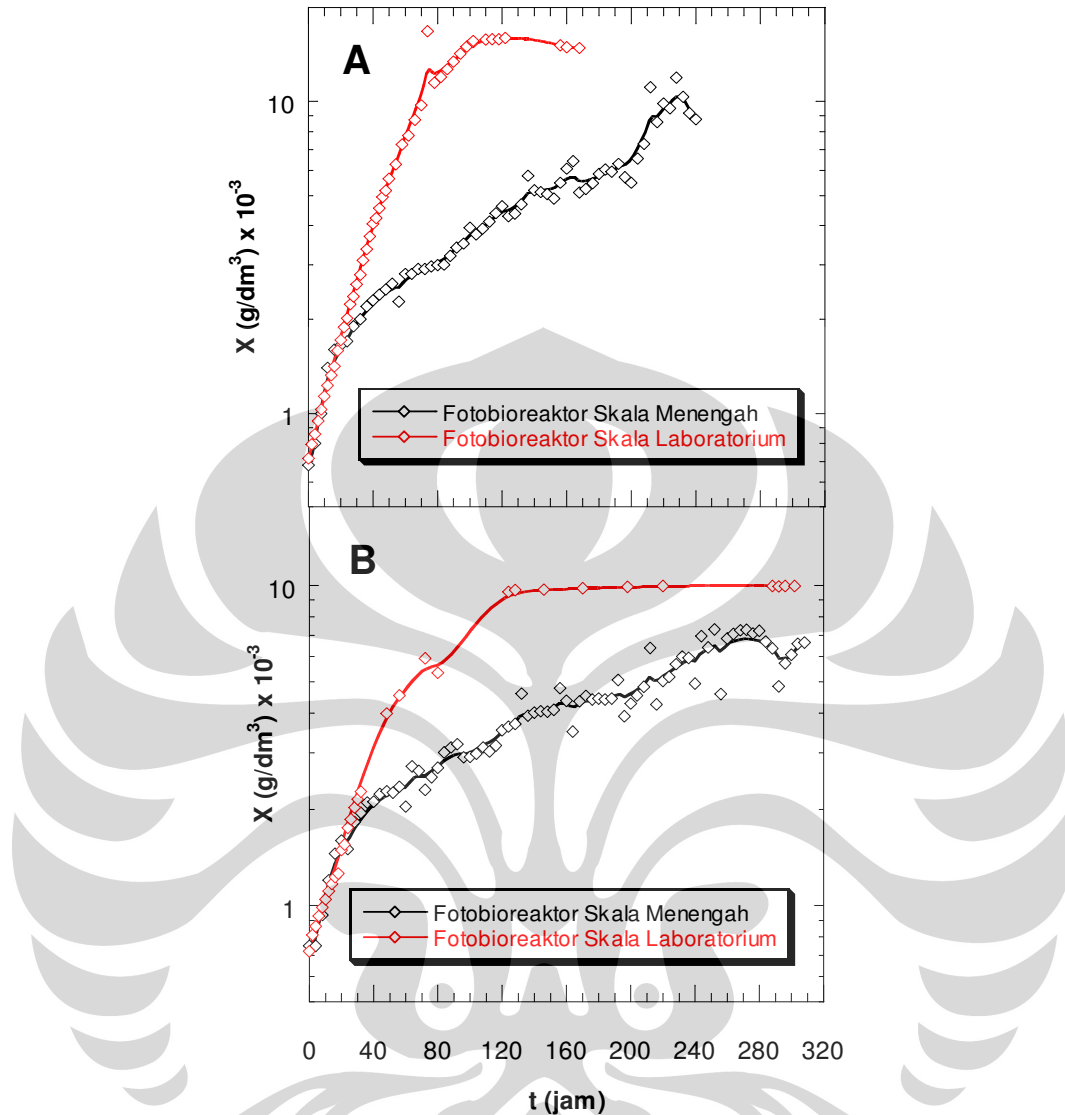 A
10
1
X (g/dm³) x 10⁻³
Fotobioreaktor Skala Menengah
Fotobioreaktor Skala Laboratorium
B
10
1
X (g/dm³) x 10⁻³
Fotobioreaktor Skala Menengah
Fotobioreaktor Skala Laboratorium
0 40 80 120 160 200 240 280 320
t (jam)